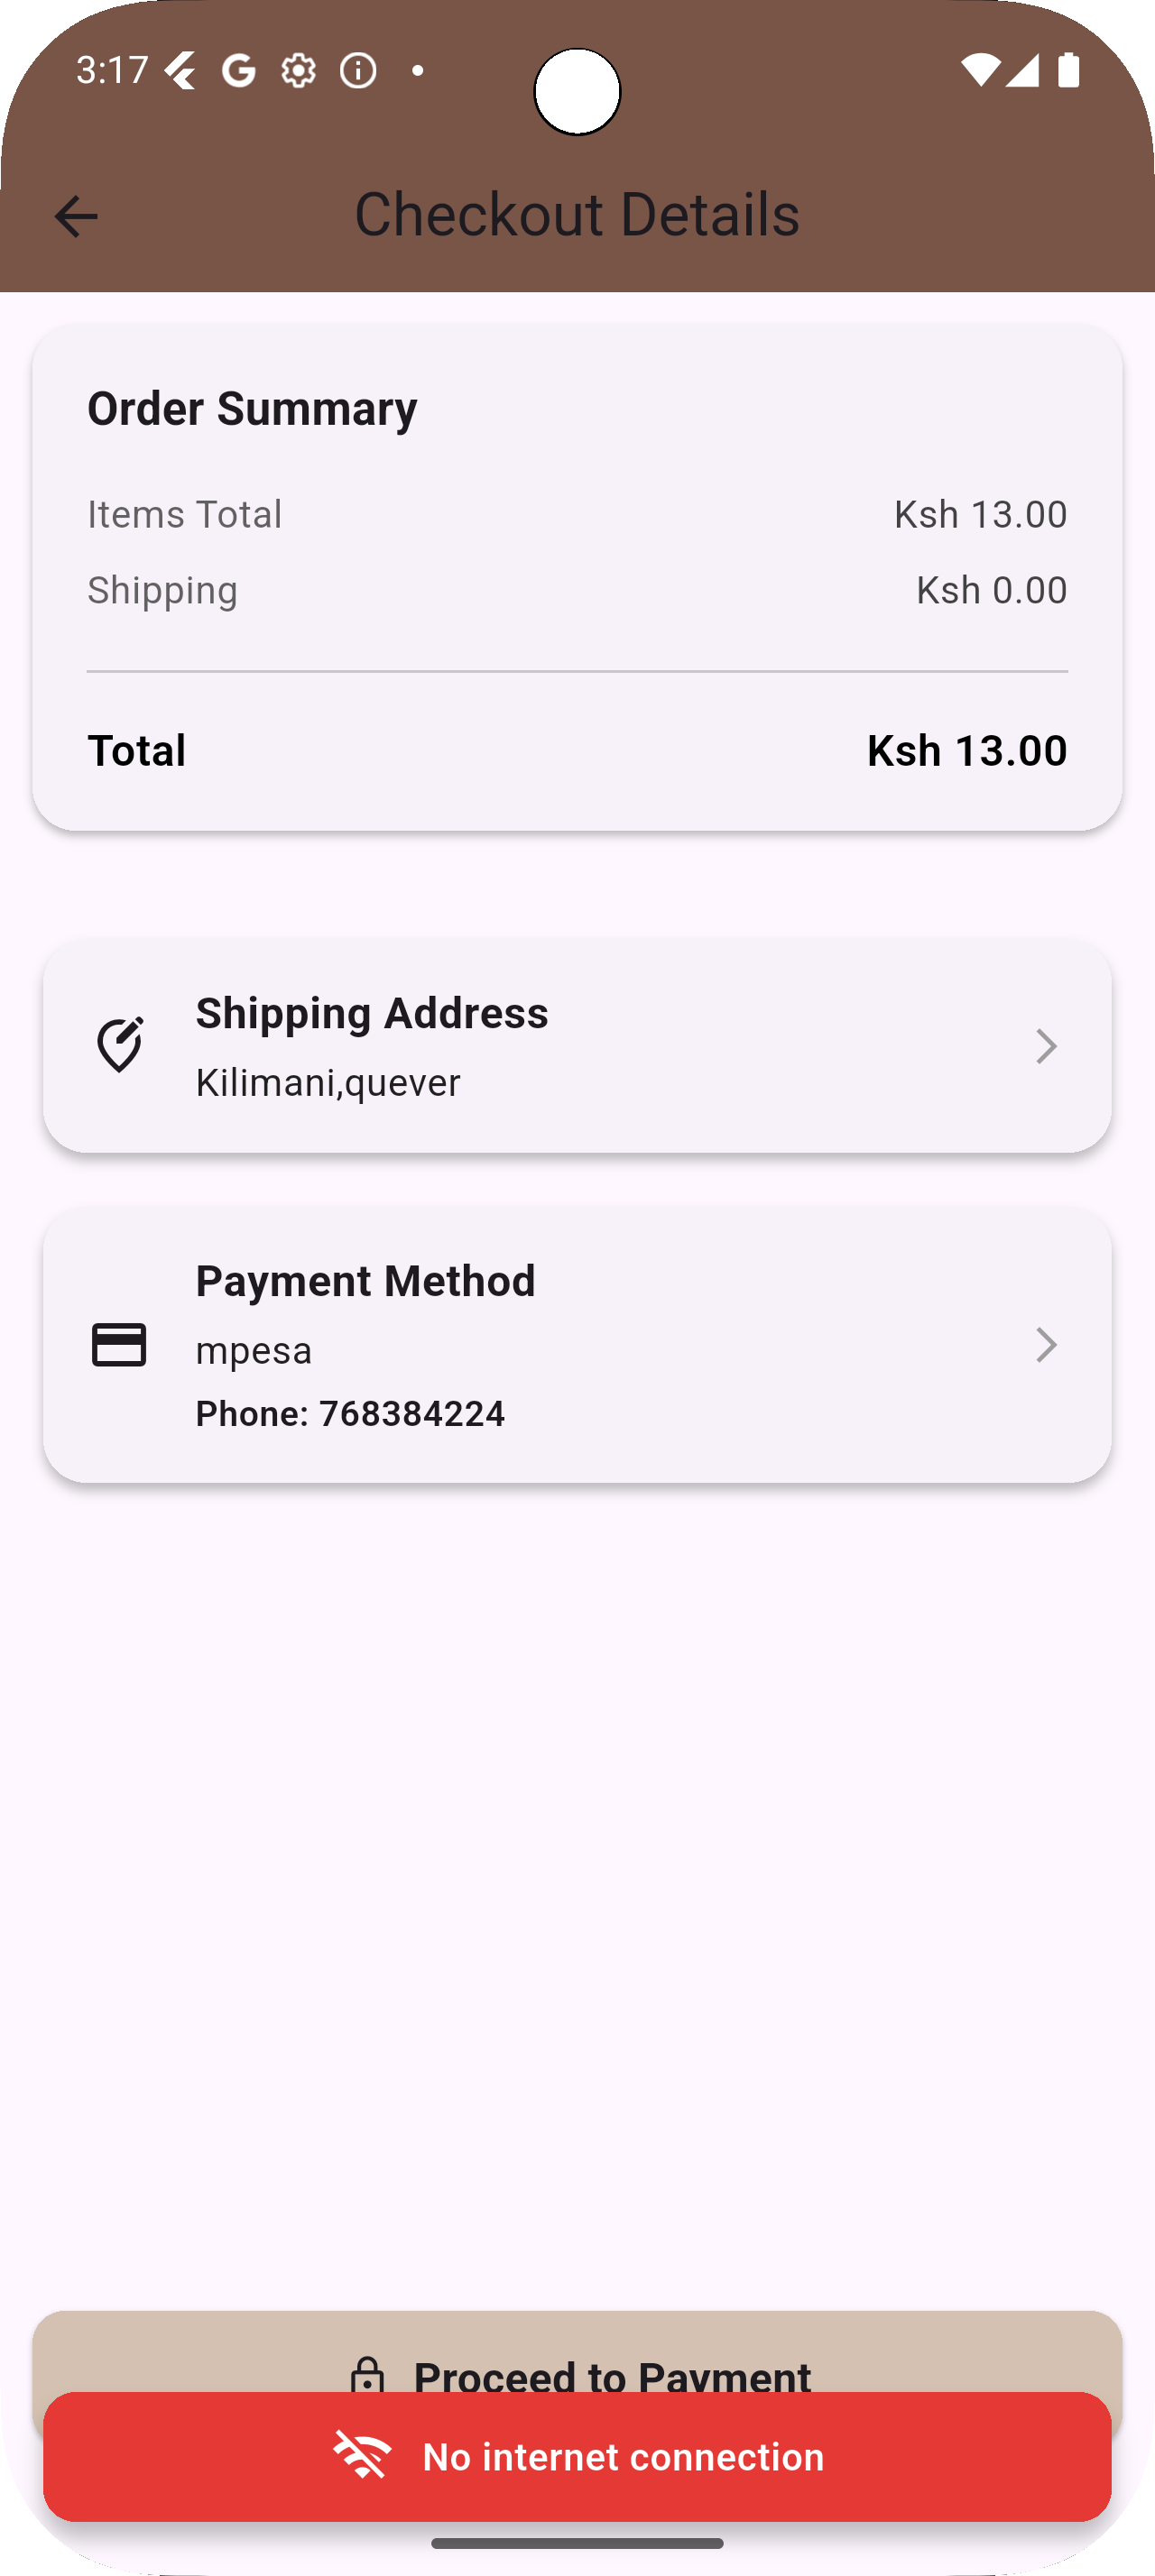 3:17
Checkout Details
Order Summary
Items Total Ksh 13.00
Shipping Ksh 0.00
Total Ksh 13.00
Shipping Address
Kilimani,quever
Payment Method
mpesa
Phone: 768384224
Proceed to Payment
No internet connection